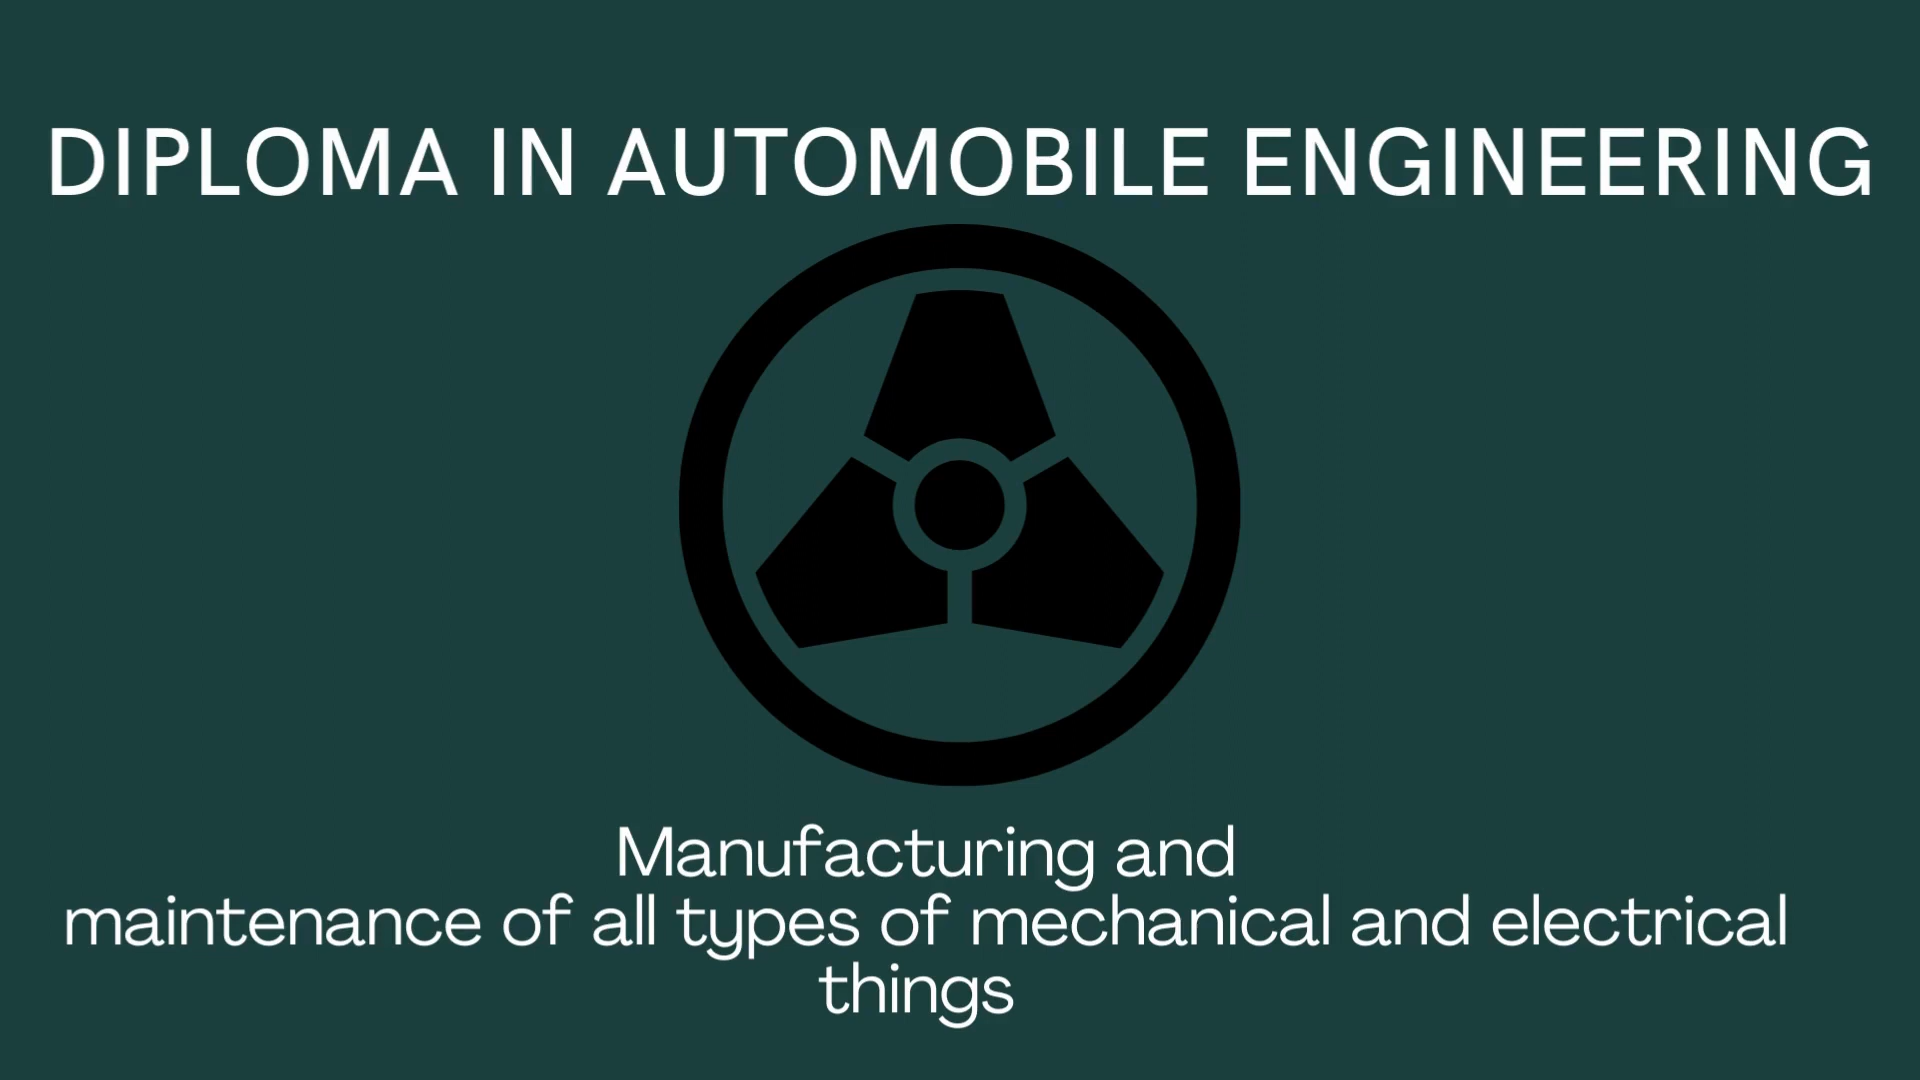 DIPLOMA IN AUTOMOBILE ENGINEERING
Manufacturing and
maintenance of all types of mechanical and electrical
things